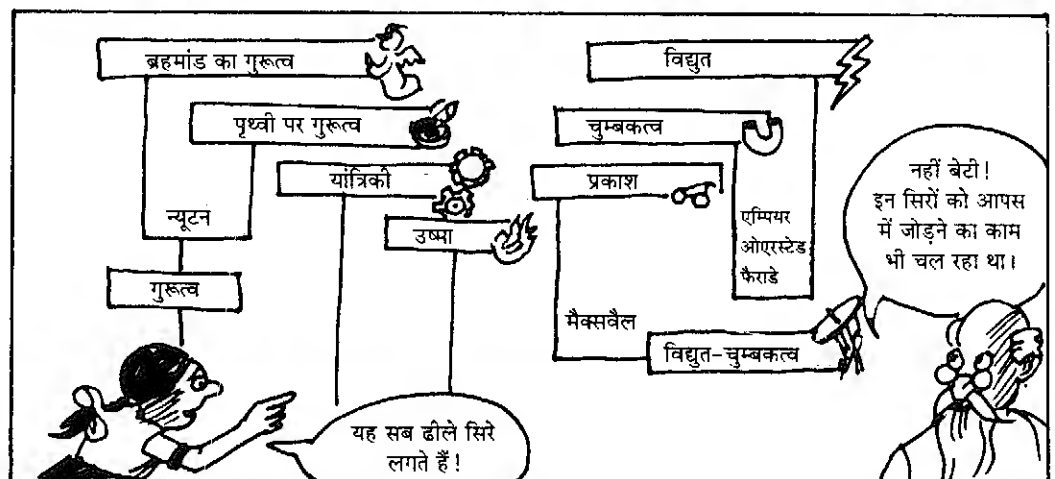 ब्रहमांड का गुरूत्व
पृथ्वी पर गुरूत्व
यांत्रिकी
उष्मा
न्यूटन
गुरूत्व
यह सब ढीले सिरे
लगते हैं!
विद्युत
चुम्बकत्व
प्रकाश
एम्पियर
ओएरस्टेड
फैराडे
मैक्सवैल
विद्युत-चुम्बकत्व
नहीं बेटी!
इन सिरों को आपस
में जोड़ने का काम
भी चल रहा था।